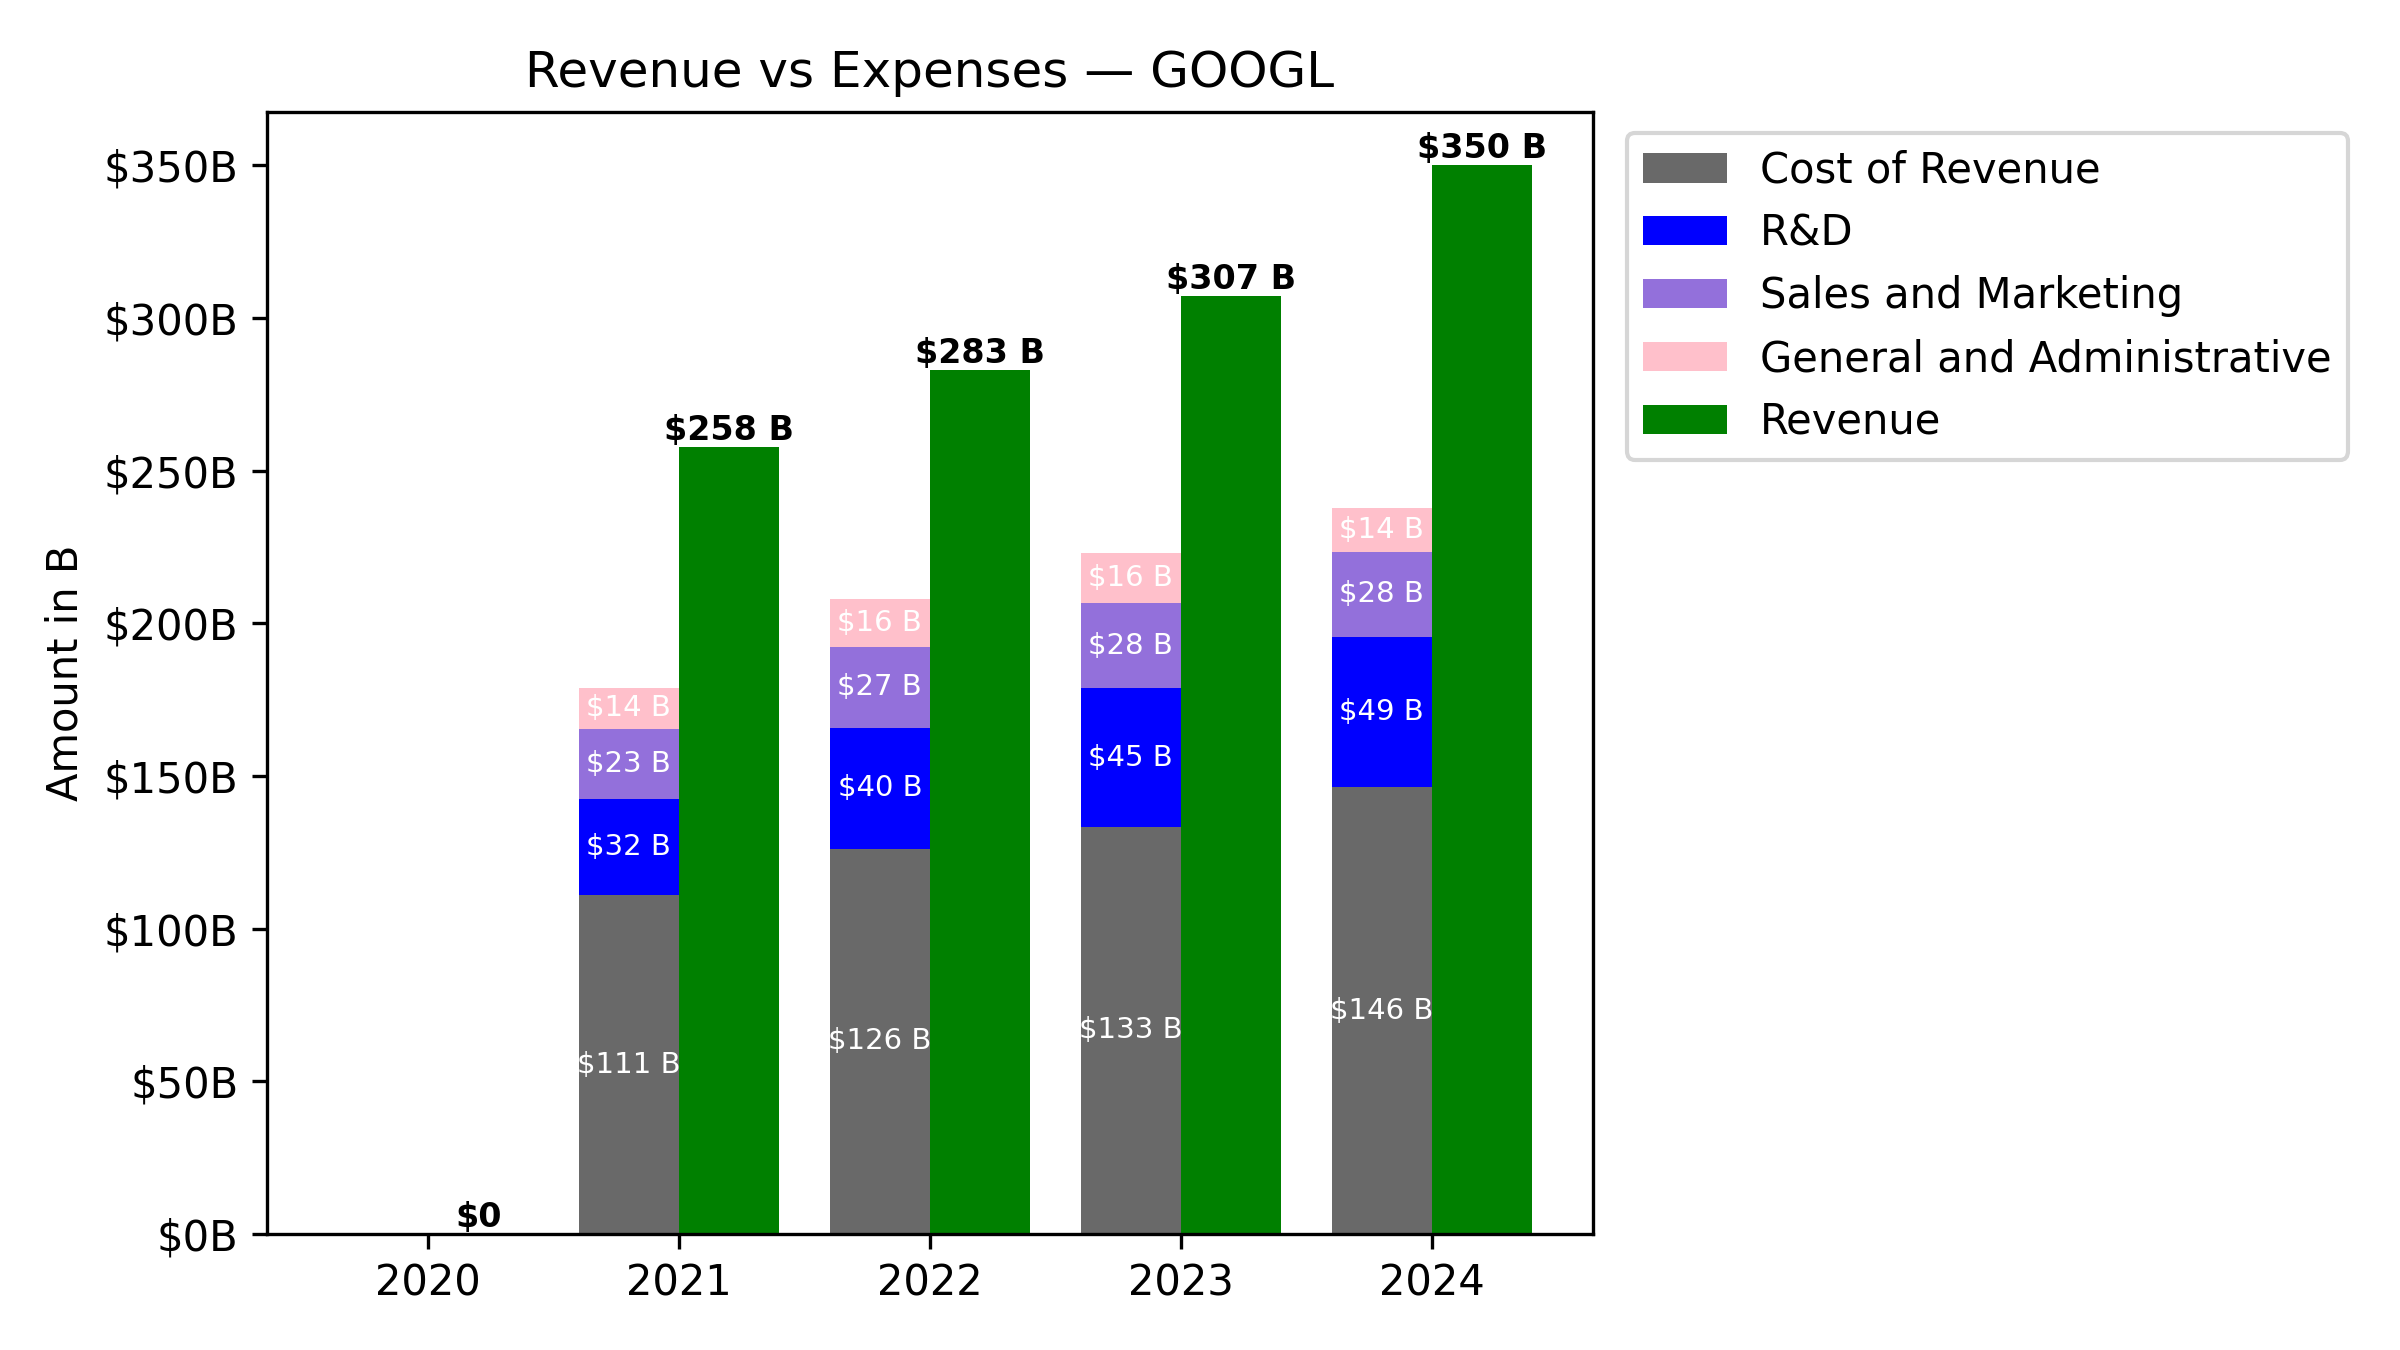 Revenue vs Expenses — GOOGL
Amount in B
$350B
$300B
$250B
$200B
$150B
$100B
$50B
$0B
$0
$258 B
$14 B
$23 B
$32 B
$111 B
$283 B
$16 B
$27 B
$40 B
$126 B
$307 B
$16 B
$28 B
$45 B
$133 B
$350 B
$14 B
$28 B
$49 B
$146 B
2020 2021 2022 2023 2024
Cost of Revenue
R&D
Sales and Marketing
General and Administrative
Revenue